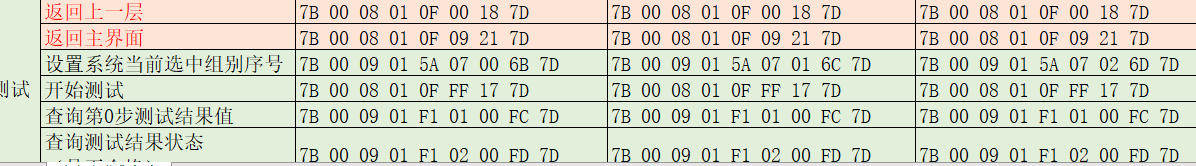 返回上一层 7B 00 08 01 0F 00 18 7D 7B 00 08 01 0F 00 18 7D 7B 00 08 01 0F 00 18 7D
返回主界面 7B 00 08 01 0F 09 21 7D 7B 00 08 01 0F 09 21 7D 7B 00 08 01 0F 09 21 7D
设置系统当前选中组别序号 7B 00 09 01 5A 07 00 6B 7D 7B 00 09 01 5A 07 01 6C 7D 7B 00 09 01 5A 07 02 6D 7D
测试 开始测试 7B 00 08 01 0F FF 17 7D 7B 00 08 01 0F FF 17 7D 7B 00 08 01 0F FF 17 7D
查询第0步测试结果值 7B 00 09 01 F1 01 00 FC 7D 7B 00 09 01 F1 01 00 FC 7D 7B 00 09 01 F1 01 00 FC 7D
查询测试结果状态
7B 00 09 01 F1 02 00 FD 7D 7B 00 09 01 F1 02 00 FD 7D 7B 00 09 01 F1 02 00 FD 7D